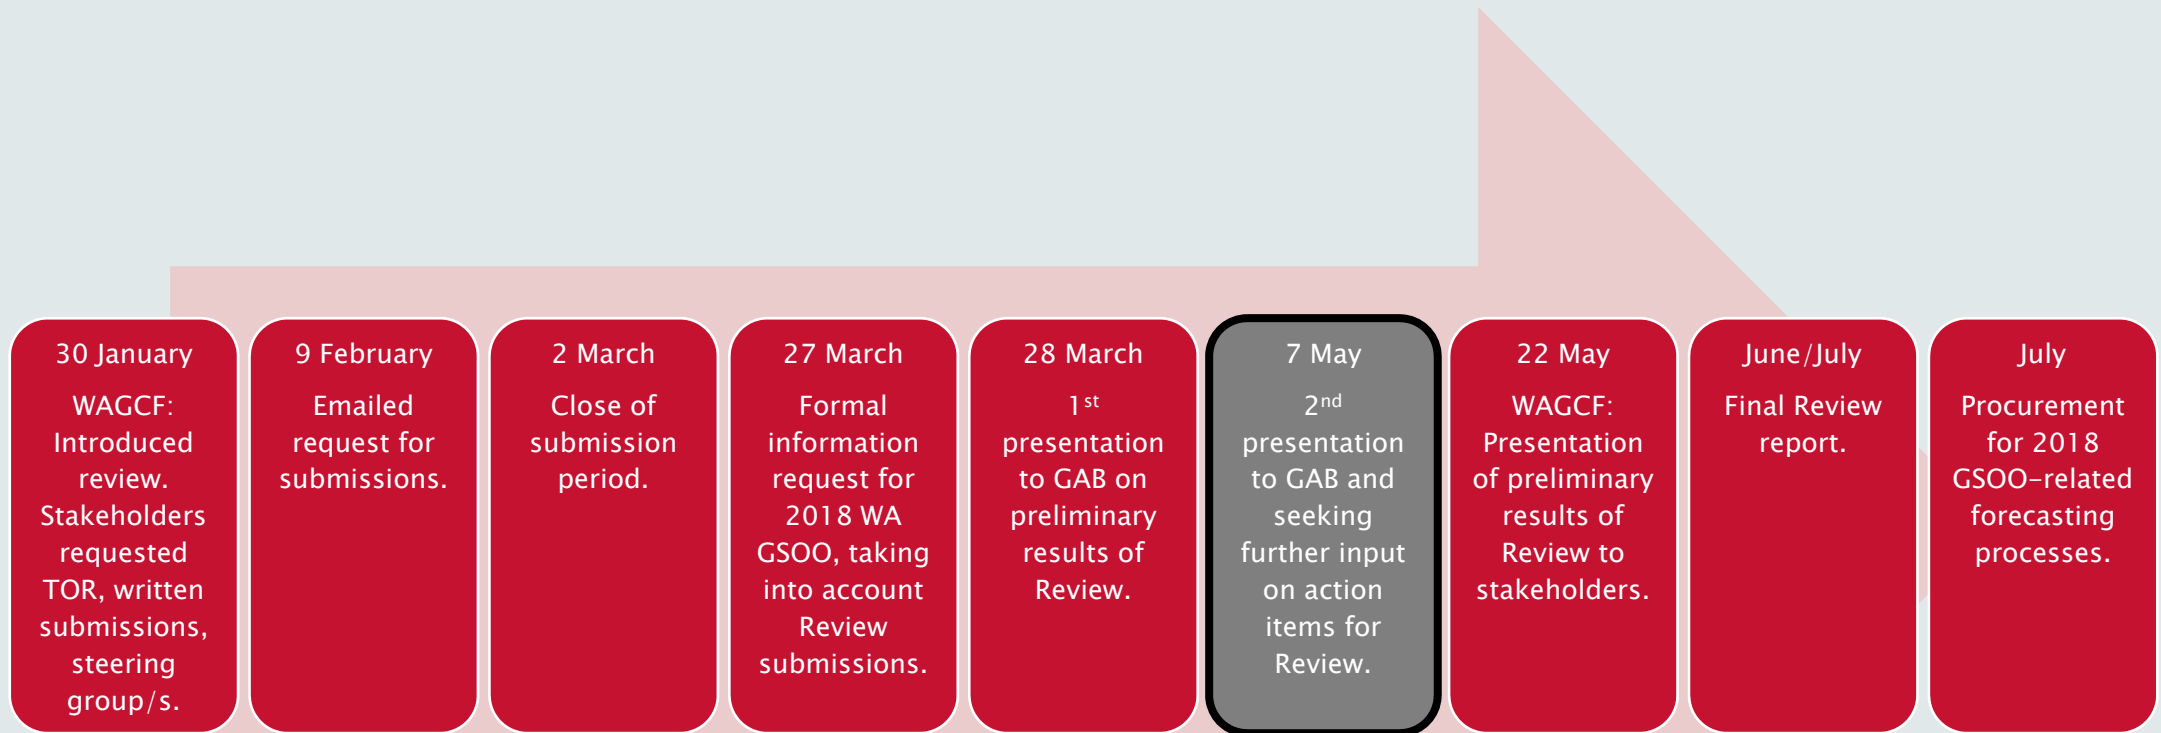 30 January
WAGCF:
Introduced
review.
Stakeholders
requested
TOR, written
submissions,
steering
group/s.
9 February
Emailed
request for
submissions.
2 March
Close of
submission
period.
27 March
Formal
information
request for
2018 WA
GSOO, taking
into account
Review
submissions.
28 March
1st
presentation
to GAB on
preliminary
results of
Review.
7 May
2nd
presentation
to GAB and
seeking
further input
on action
items for
Review.
22 May
WAGCF:
Presentation
of preliminary
results of
Review to
stakeholders.
June/July
Final Review
report.
July
Procurement
for 2018
GSOO-related
forecasting
processes.